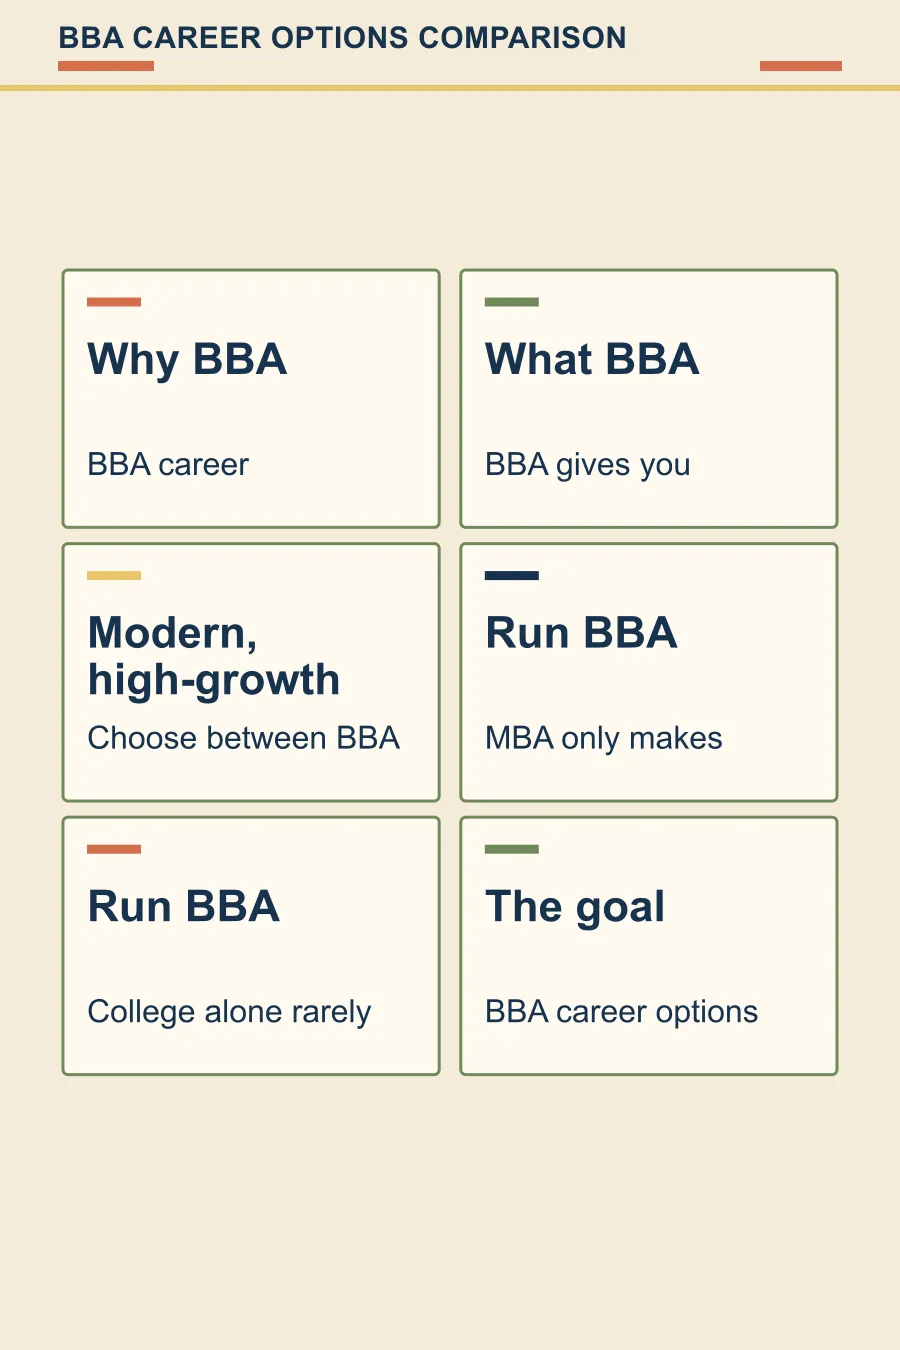 BBA CAREER OPTIONS COMPARISON
Why BBA
BBA career
What BBA
BBA gives you
Modern,
high-growth
Choose between BBA
Run BBA
MBA only makes
Run BBA
College alone rarely
The goal
BBA career options